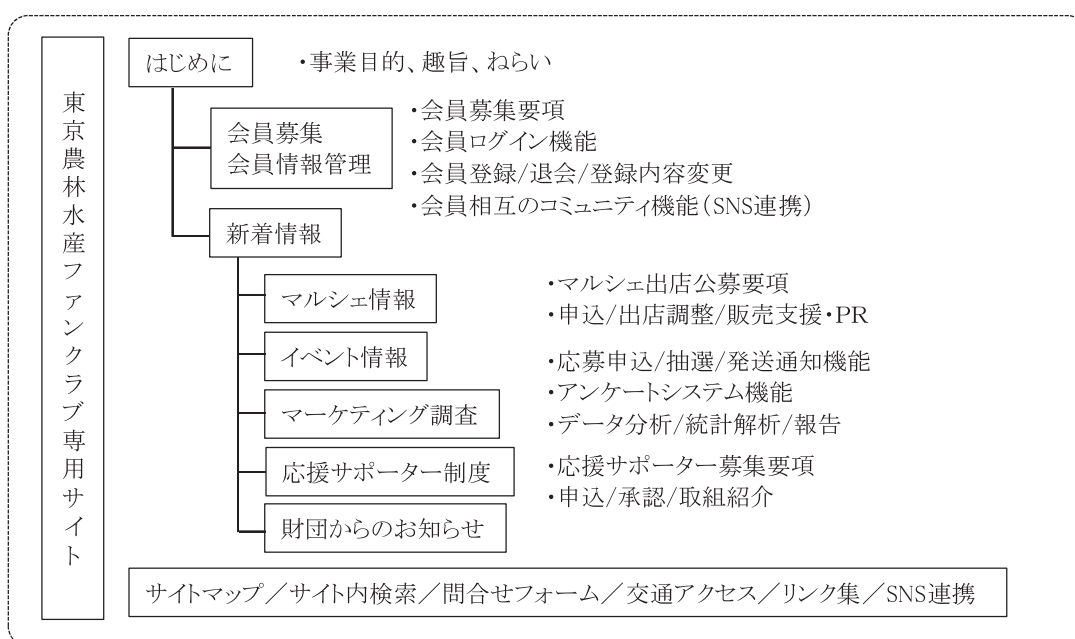 東京農林水産ファンクラブ専用サイト
はじめに
・事業目的、趣旨、ねらい
会員募集
会員情報管理
・会員募集要項
・会員ログイン機能
・会員登録/退会/登録内容変更
・会員相互のコミュニティ機能(SNS連携)
新着情報
マルシェ情報
・マルシェ出店公募要項
・申込/出店調整/販売支援・PR
イベント情報
・応募申込/抽選/発送通知機能
マーケティング調査
・アンケートシステム機能
・データ分析/統計解析/報告
応援サポーター制度
・応援サポーター募集要項
・申込/承認/取組紹介
財団からのお知らせ
サイトマップ/サイト内検索/問合せフォーム/交通アクセス/リンク集/SNS連携